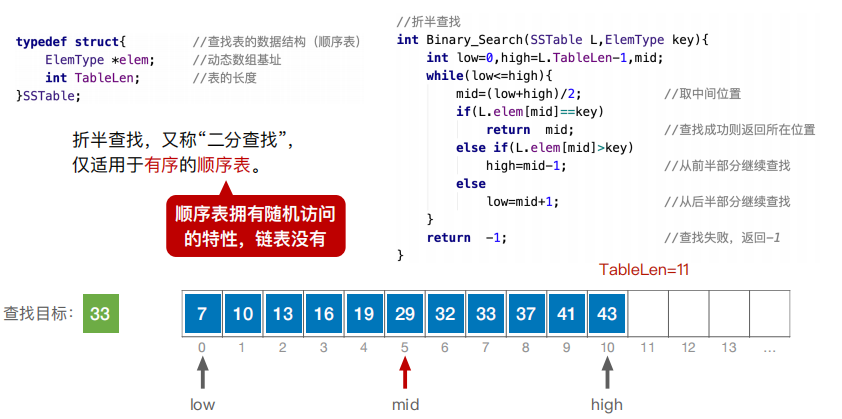 typedef struct{ //查找表的数据结构（顺序表）
ElemType *elem; //动态数组基址
int TableLen; //表的长度
}SSTable;
折半查找，又称“二分查找”，
仅适用于有序的顺序表。
顺序表拥有随机访问
的特性，链表没有
//折半查找
int Binary_Search(SSTable L,ElemType key){
int low=0,high=L.TableLen-1,mid;
while(low<=high){
mid=(low+high)/2; //取中间位置
if(L.elem[mid]==key)
return mid; //查找成功则返回所在位置
else if(L.elem[mid]>key)
high=mid-1; //从前半部分继续查找
else
low=mid+1; //从后半部分继续查找
}
return -1; //查找失败，返回-1
}
TableLen=11
查找目标： 33 7 10 13 16 19 29 32 33 37 41 43
0 1 2 3 4 5 6 7 8 9 10 11 12 13 ...
low mid high